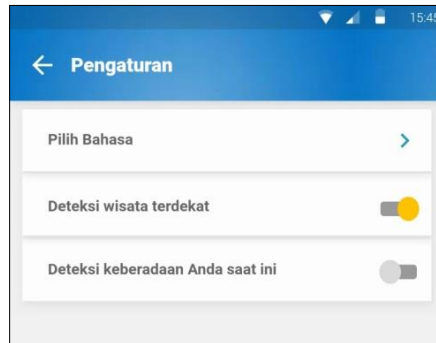 15:45
Pengaturan
Pilih Bahasa
Deteksi wisata terdekat
Deteksi keberadaan Anda saat ini